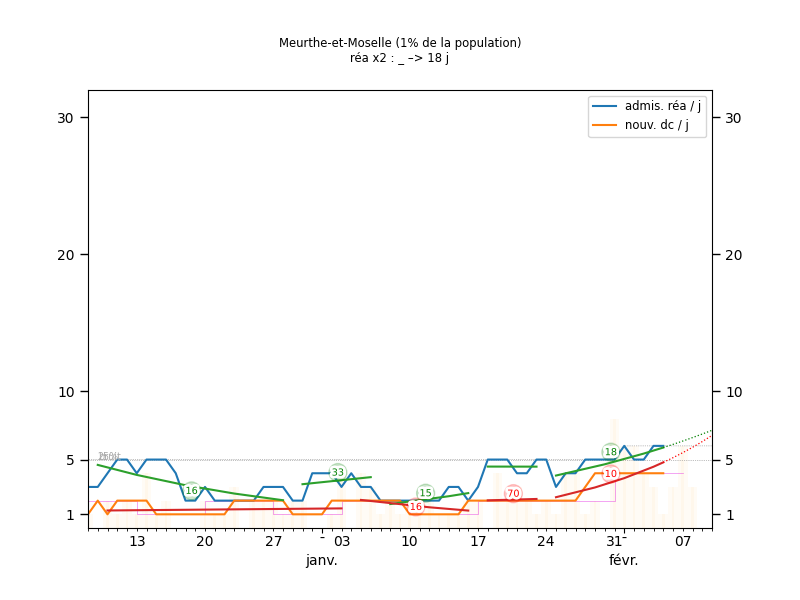 Meurthe-et-Moselle (1% de la population)
réa x2 : _ –> 18 j
admis. réa / j
nouv. dc / j
30 30
20 20
10 10
5 5
1 1
16 33 15 18
16 70 10
13 20 27 - 03 10 17 24 31 - 07
janv. févr.